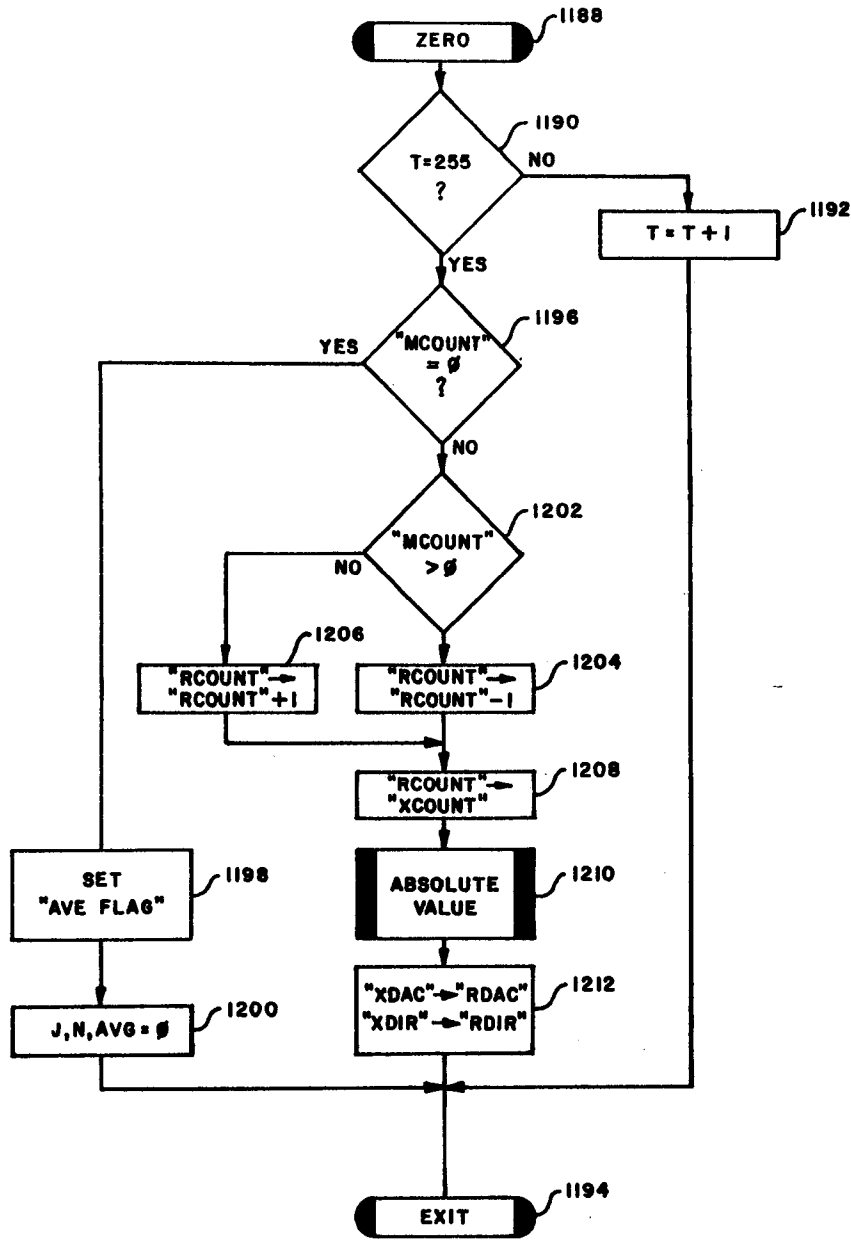 ZERO
1188
1190
T=255
?
NO
1192
T = T + 1
YES
1196
YES
"MCOUNT"
= Ø
?
NO
1202
"MCOUNT"
> Ø
NO
1206
"RCOUNT"→
"RCOUNT"+1
1204
"RCOUNT"→
"RCOUNT"-1
1208
"RCOUNT"→
"XCOUNT"
1198
SET
"AVE FLAG"
1210
ABSOLUTE
VALUE
1200
J,N,AVG = Ø
1212
"XDAC"→"RDAC"
"XDIR"→"RDIR"
1194
EXIT